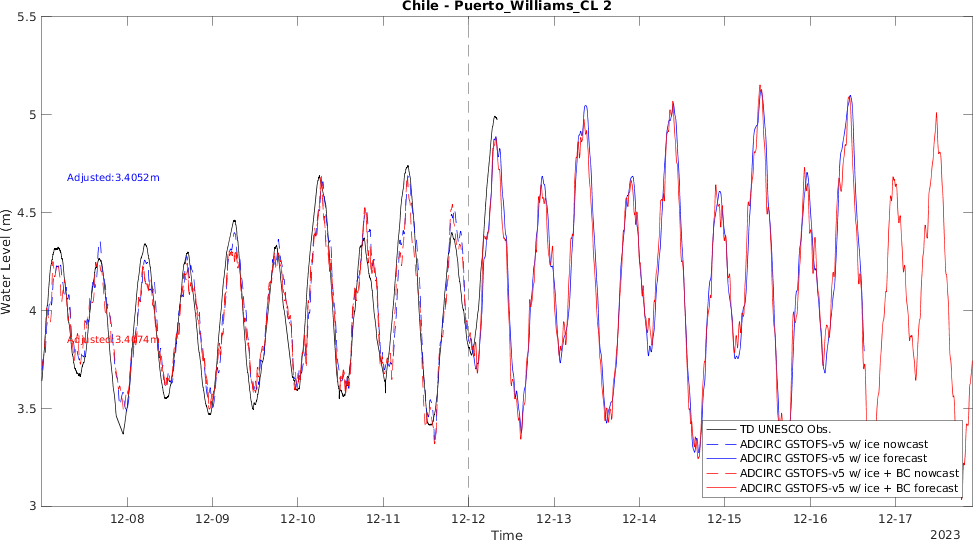 Chile - Puerto_Williams_CL 2
5.5
5
4.5
4
3.5
3
Water Level (m)
Adjusted:3.4052m
Adjusted:3.4074m
TD UNESCO Obs.
ADCIRC GSTOFS-v5 w/ ice nowcast
ADCIRC GSTOFS-v5 w/ ice forecast
ADCIRC GSTOFS-v5 w/ ice + BC nowcast
ADCIRC GSTOFS-v5 w/ ice + BC forecast
12-08 12-09 12-10 12-11 12-12 12-13 12-14 12-15 12-16 12-17
Time
2023